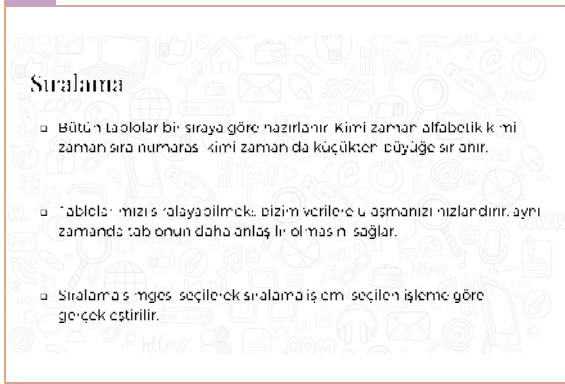 Sıralama
Bütün tablolar bir sıraya göre hazırlanır. Kimi zaman alfabetik kimi
zaman sıra numarası kimi zaman da küçükten büyüğe sıralanır.
Tablolarımızı sıralayabilmek, bizim verilere ulaşmanızı hızlandırır, aynı
zamanda tablonun daha anlaşılır olmasını sağlar.
Sıralama simgesi seçilerek sıralama işlemi seçilen işleme göre
gerçekleştirilir.